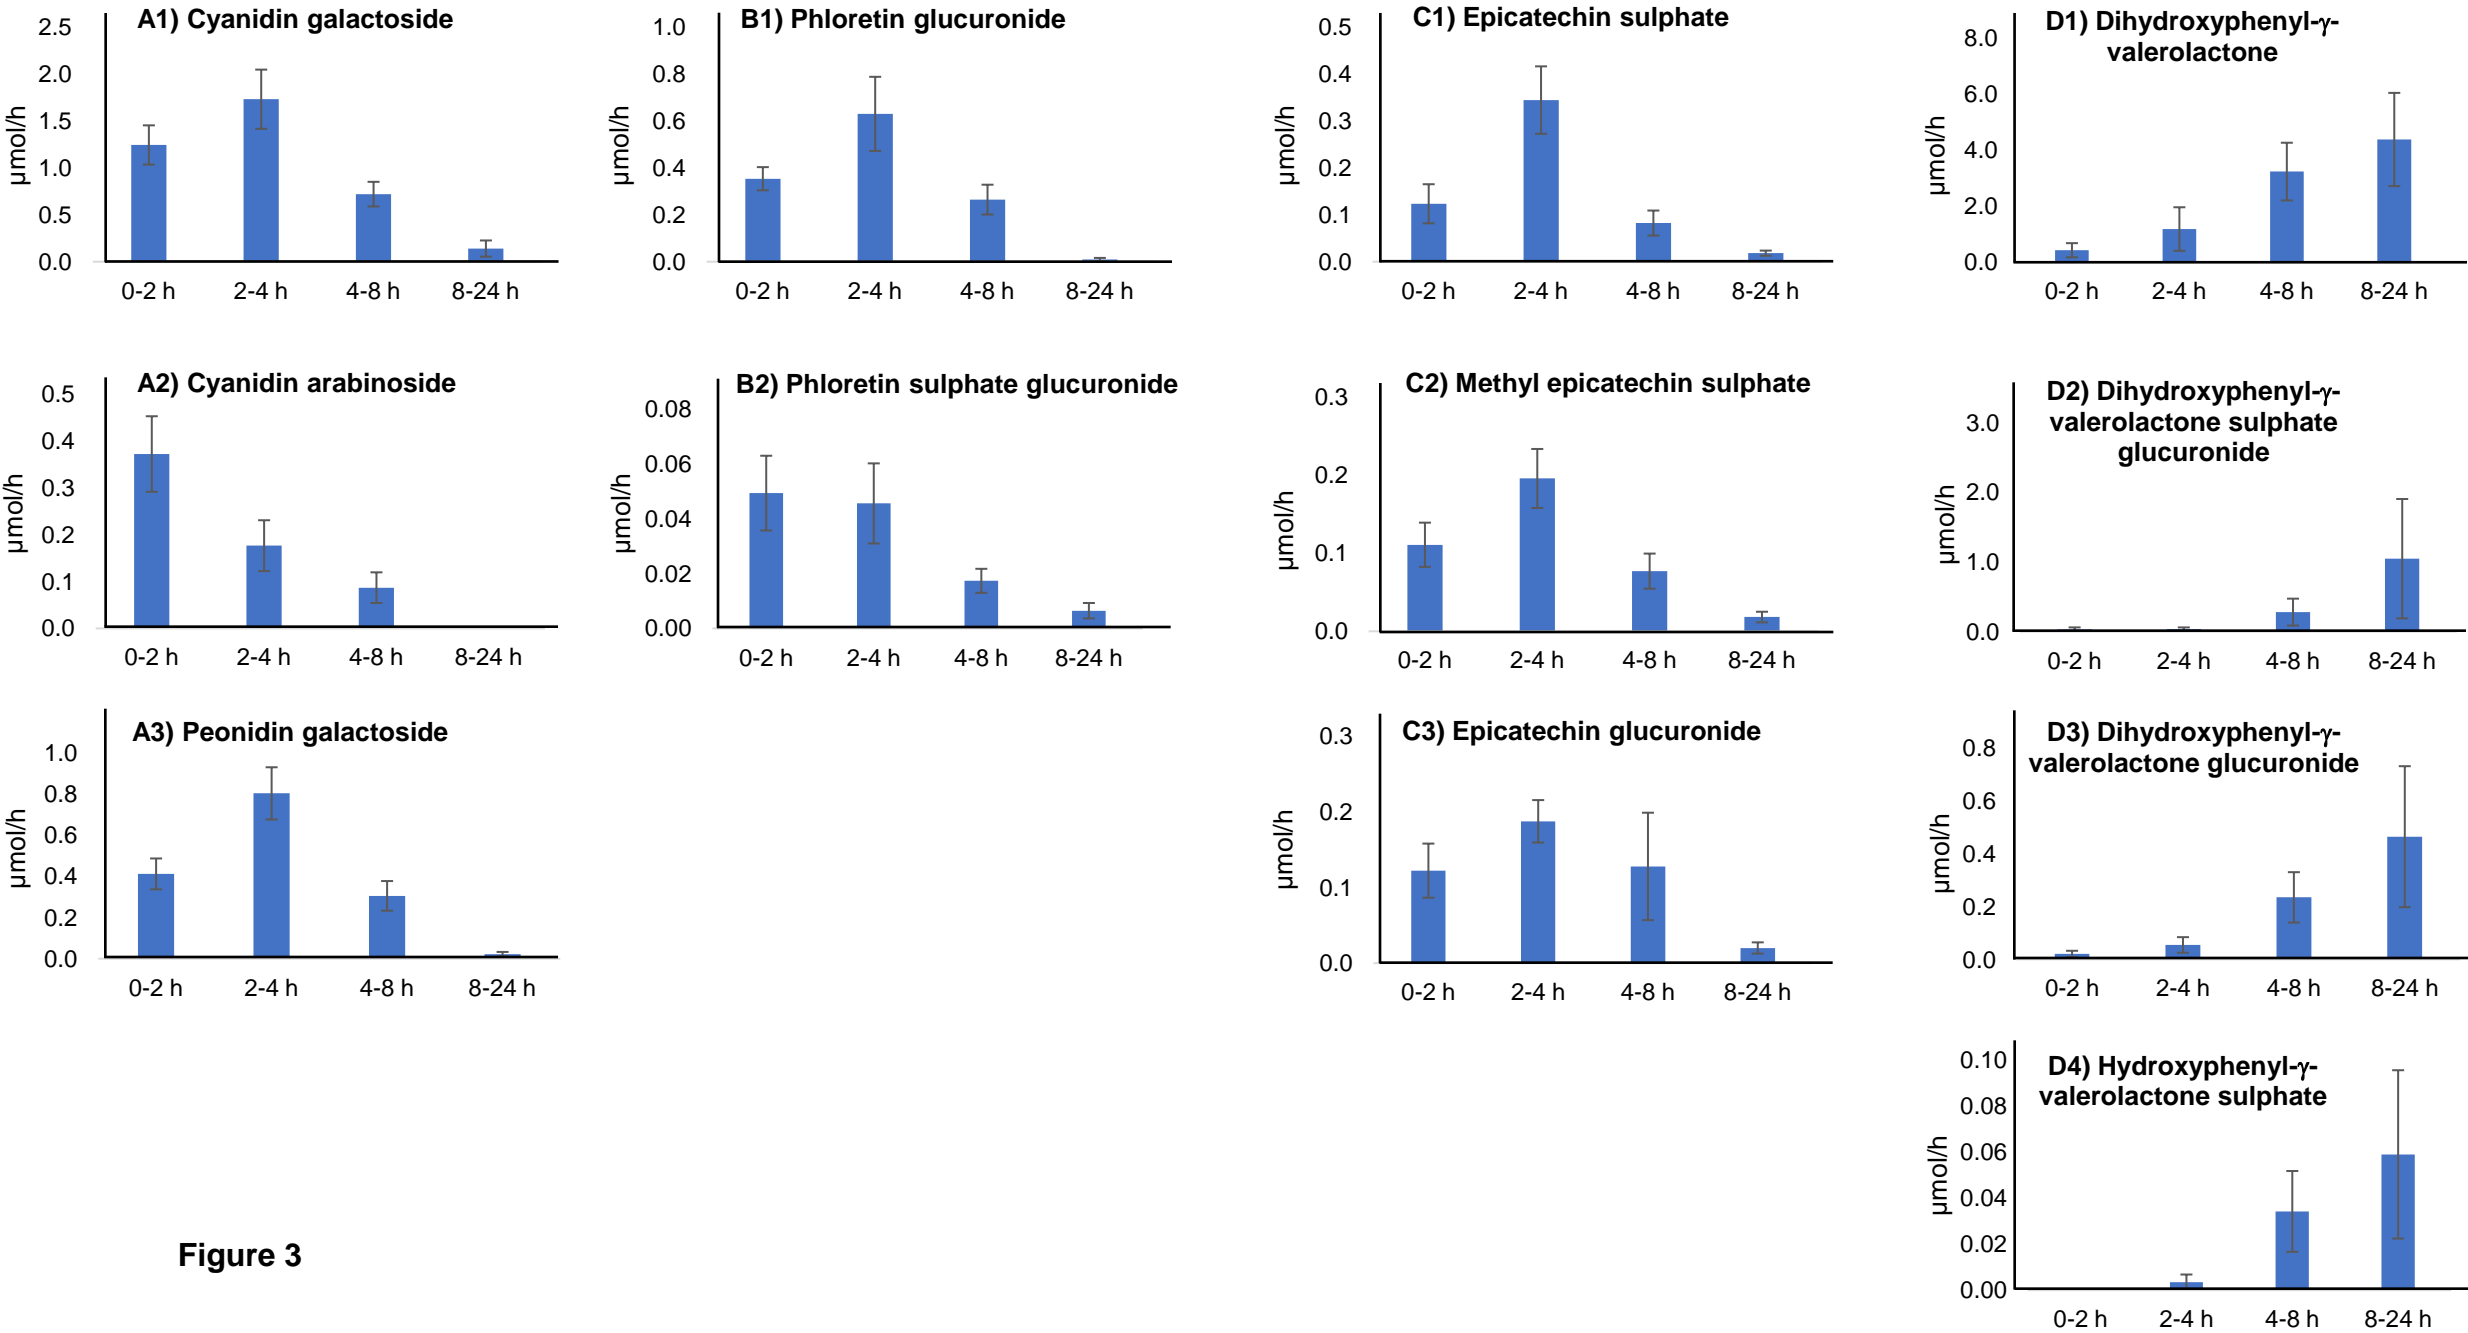 A1) Cyanidin galactoside
2.5
2.0
1.5
1.0
0.5
0.0
µmol/h
0-2 h 2-4 h 4-8 h 8-24 h
B1) Phloretin glucuronide
1.0
0.8
0.6
0.4
0.2
0.0
µmol/h
0-2 h 2-4 h 4-8 h 8-24 h
C1) Epicatechin sulphate
0.5
0.4
0.3
0.2
0.1
0.0
µmol/h
0-2 h 2-4 h 4-8 h 8-24 h
D1) Dihydroxyphenyl-γ-
valerolactone
8.0
6.0
4.0
2.0
0.0
µmol/h
0-2 h 2-4 h 4-8 h 8-24 h
A2) Cyanidin arabinoside
0.5
0.4
0.3
0.2
0.1
0.0
µmol/h
0-2 h 2-4 h 4-8 h 8-24 h
B2) Phloretin sulphate glucuronide
0.08
0.06
0.04
0.02
0.00
µmol/h
0-2 h 2-4 h 4-8 h 8-24 h
C2) Methyl epicatechin sulphate
0.3
0.2
0.1
0.0
µmol/h
0-2 h 2-4 h 4-8 h 8-24 h
D2) Dihydroxyphenyl-γ-
valerolactone sulphate
glucuronide
3.0
2.0
1.0
0.0
µmol/h
0-2 h 2-4 h 4-8 h 8-24 h
A3) Peonidin galactoside
1.0
0.8
0.6
0.4
0.2
0.0
µmol/h
0-2 h 2-4 h 4-8 h 8-24 h
C3) Epicatechin glucuronide
0.3
0.2
0.1
0.0
µmol/h
0-2 h 2-4 h 4-8 h 8-24 h
D3) Dihydroxyphenyl-γ-
valerolactone glucuronide
0.8
0.6
0.4
0.2
0.0
µmol/h
0-2 h 2-4 h 4-8 h 8-24 h
D4) Hydroxyphenyl-γ-
valerolactone sulphate
0.10
0.08
0.06
0.04
0.02
0.00
µmol/h
0-2 h 2-4 h 4-8 h 8-24 h
Figure 3